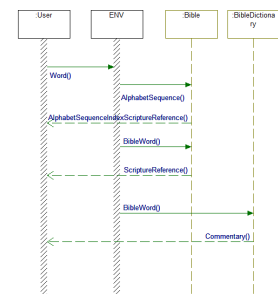 :User
ENV
:Bible
:BibleDictiona
ry
Word()
AlphabetSequence()
AlphabetSequenceIndexScriptureReference()
BibleWord()
ScriptureReference()
BibleWord()
Commentary()